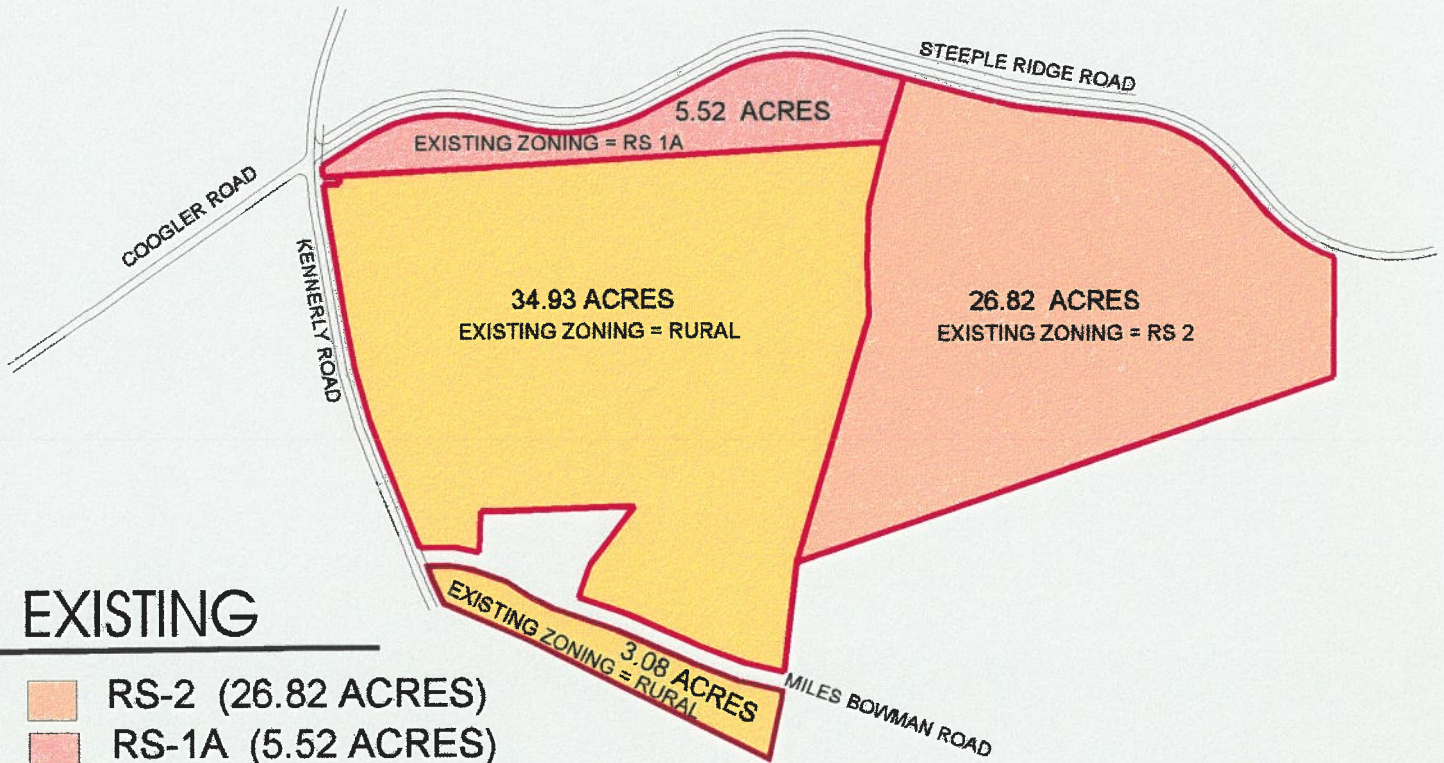 STEEPLE RIDGE ROAD
5.52 ACRES
EXISTING ZONING = RS 1A
COOGLER ROAD
KENNERLY ROAD
34.93 ACRES
EXISTING ZONING = RURAL
26.82 ACRES
EXISTING ZONING = RS 2
EXISTING ZONING = RURAL
3.08 ACRES
MILES BOWMAN ROAD
EXISTING
RS-2 (26.82 ACRES)
RS-1A (5.52 ACRES)